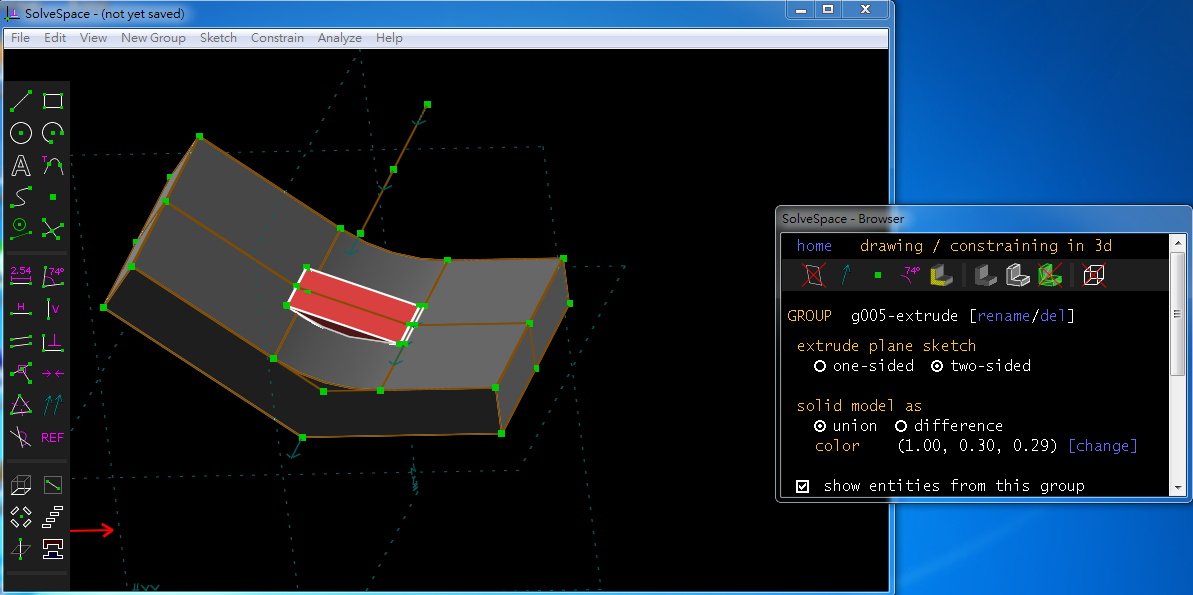 SolveSpace - (not yet saved)
File Edit View New Group Sketch Constrain Analyze Help
A T
2.54 74°
H V
REF
SolveSpace - Browser
home drawing / constraining in 3d
74°
GROUP g005-extrude [rename/del]
extrude plane sketch
one-sided two-sided
solid model as
union difference
color (1.00, 0.30, 0.29) [change]
show entities from this group